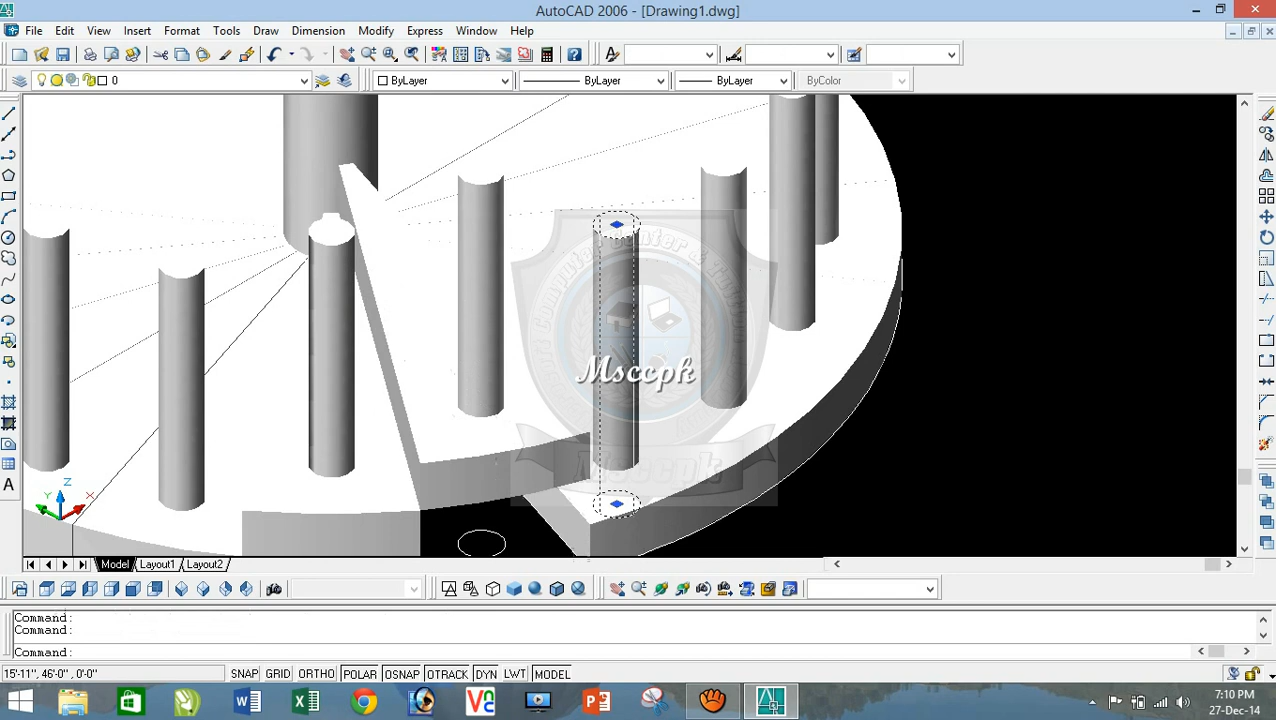 AutoCAD 2006 - [Drawing1.dwg]
File Edit View Insert Format Tools Draw Dimension Modify Express Window Help
0 ByLayer ByLayer ByLayer ByColor
Msccpk
Msccpk
Z
Y X
Model Layout1 Layout2
Command:
Command:
Command:
15'-11", 46'-0" , 0'-0" SNAP GRID ORTHO POLAR OSNAP OTRACK DYN LWT MODEL
7:10 PM
27-Dec-14